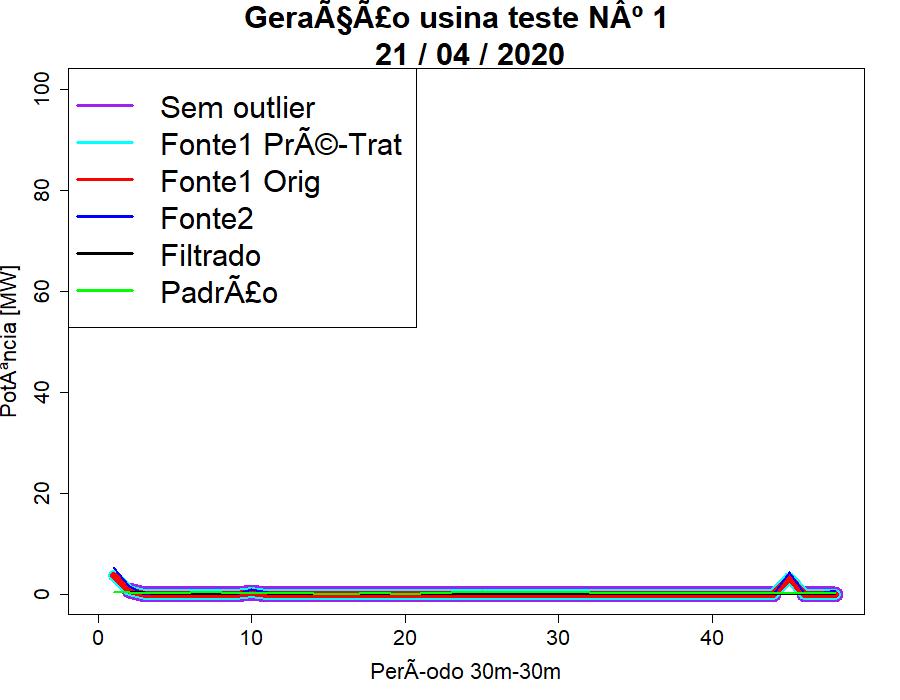 GeraÃ§Ã£o usina teste NÂº 1
21 / 04 / 2020
Sem outlier
Fonte1 PrÃ©-Trat
Fonte1 Orig
Fonte2
Filtrado
PadrÃ£o
PotÃªncia [MW]
100
80
60
40
20
0
0 10 20 30 40
PerÃ-odo 30m-30m